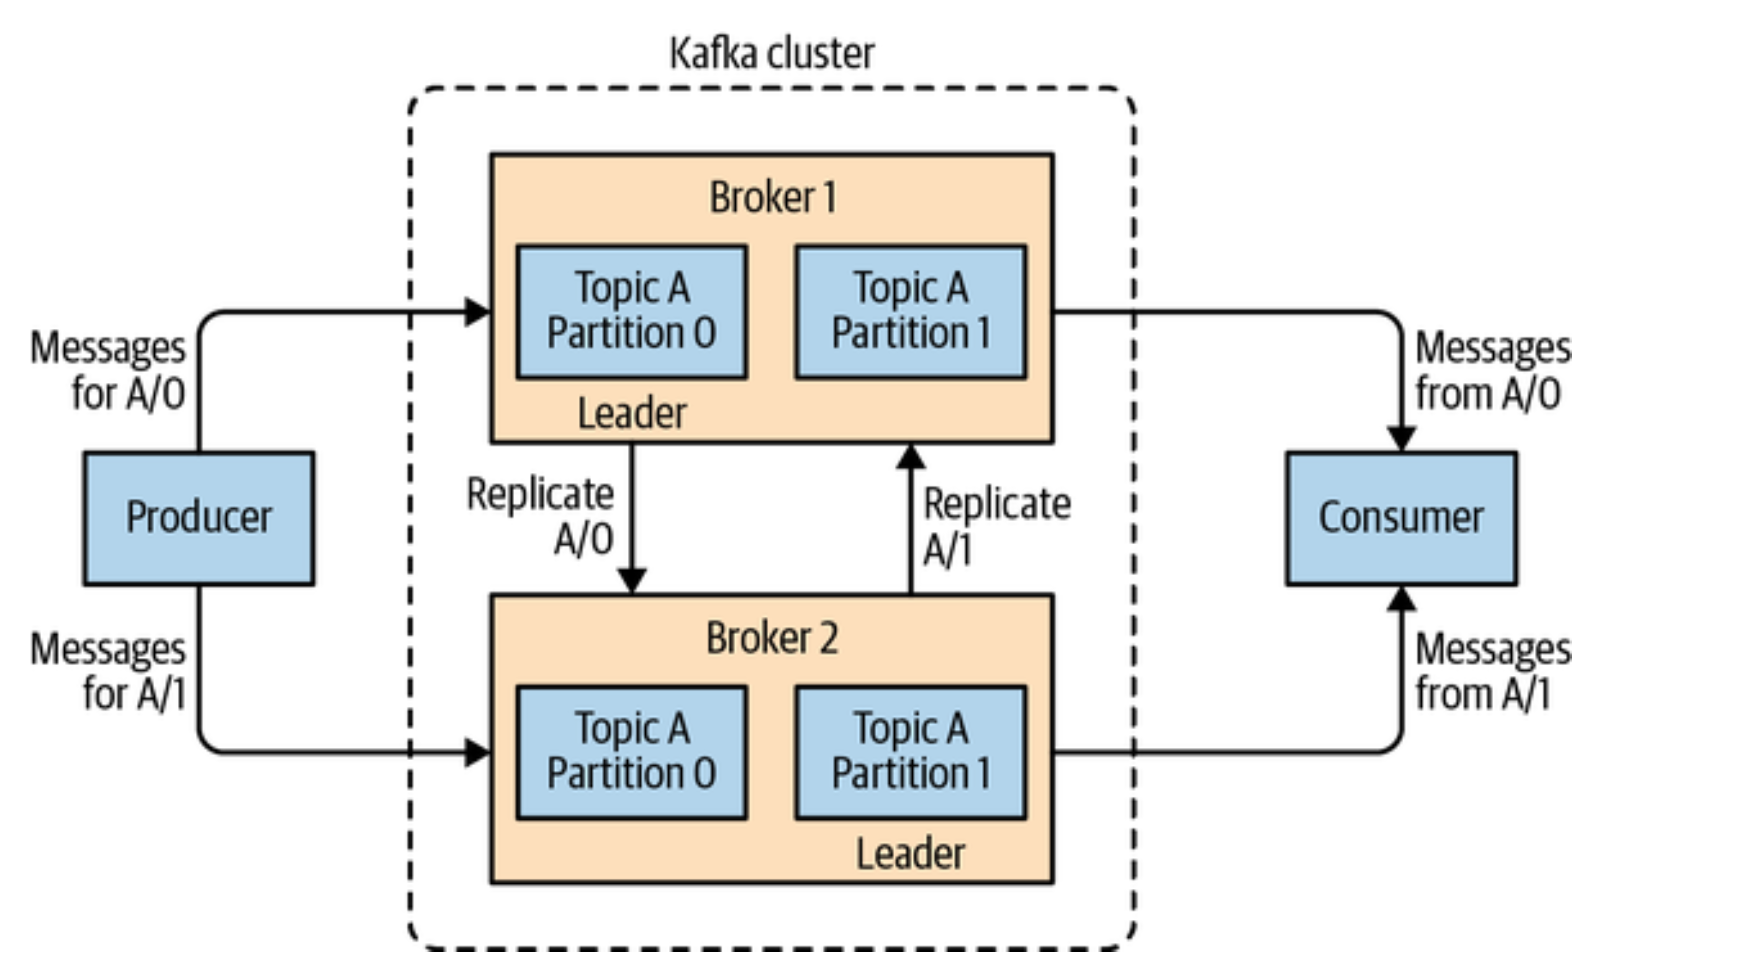 Kafka cluster
Broker 1
Topic A
Partition 0
Topic A
Partition 1
Leader
Messages
for A/0
Messages
from A/0
Producer
Replicate
A/0
Replicate
A/1
Consumer
Messages
for A/1
Messages
from A/1
Broker 2
Topic A
Partition 0
Topic A
Partition 1
Leader